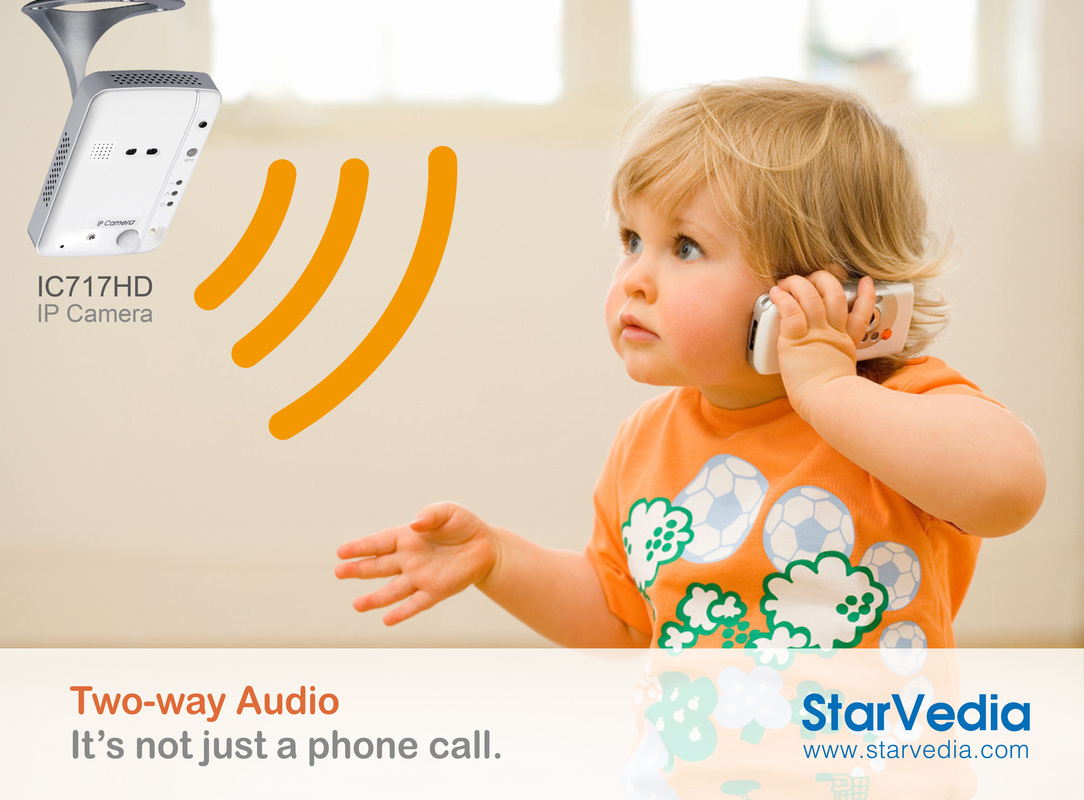 IP Camera
IC717HD
IP Camera
Two-way Audio
It's not just a phone call.
StarVedia
www.starvedia.com